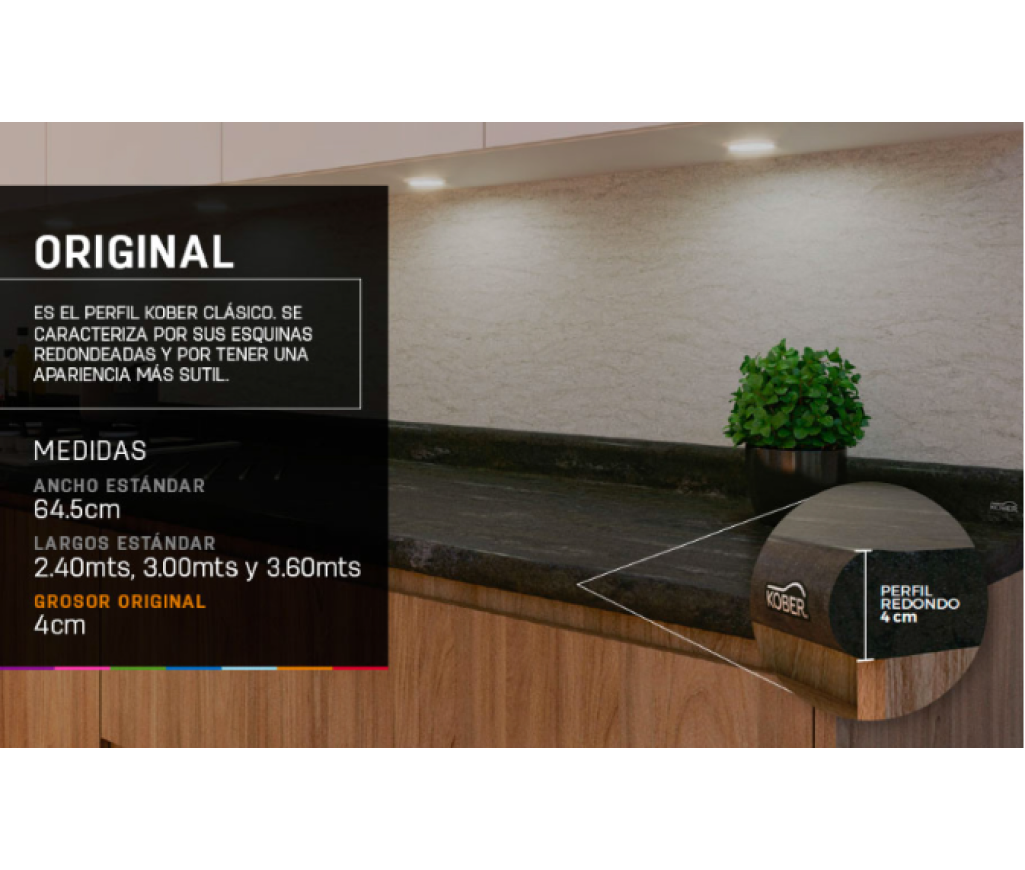 ORIGINAL
ES EL PERFIL KOBER CLÁSICO. SE
CARACTERIZA POR SUS ESQUINAS
REDONDEADAS Y POR TENER UNA
APARIENCIA MÁS SUTIL.
MEDIDAS
ANCHO ESTÁNDAR
64.5cm
LARGOS ESTÁNDAR
2.40mts, 3.00mts y 3.60mts
GROSOR ORIGINAL
4cm
KOBER
KOBER
PERFIL
REDONDO
4 cm